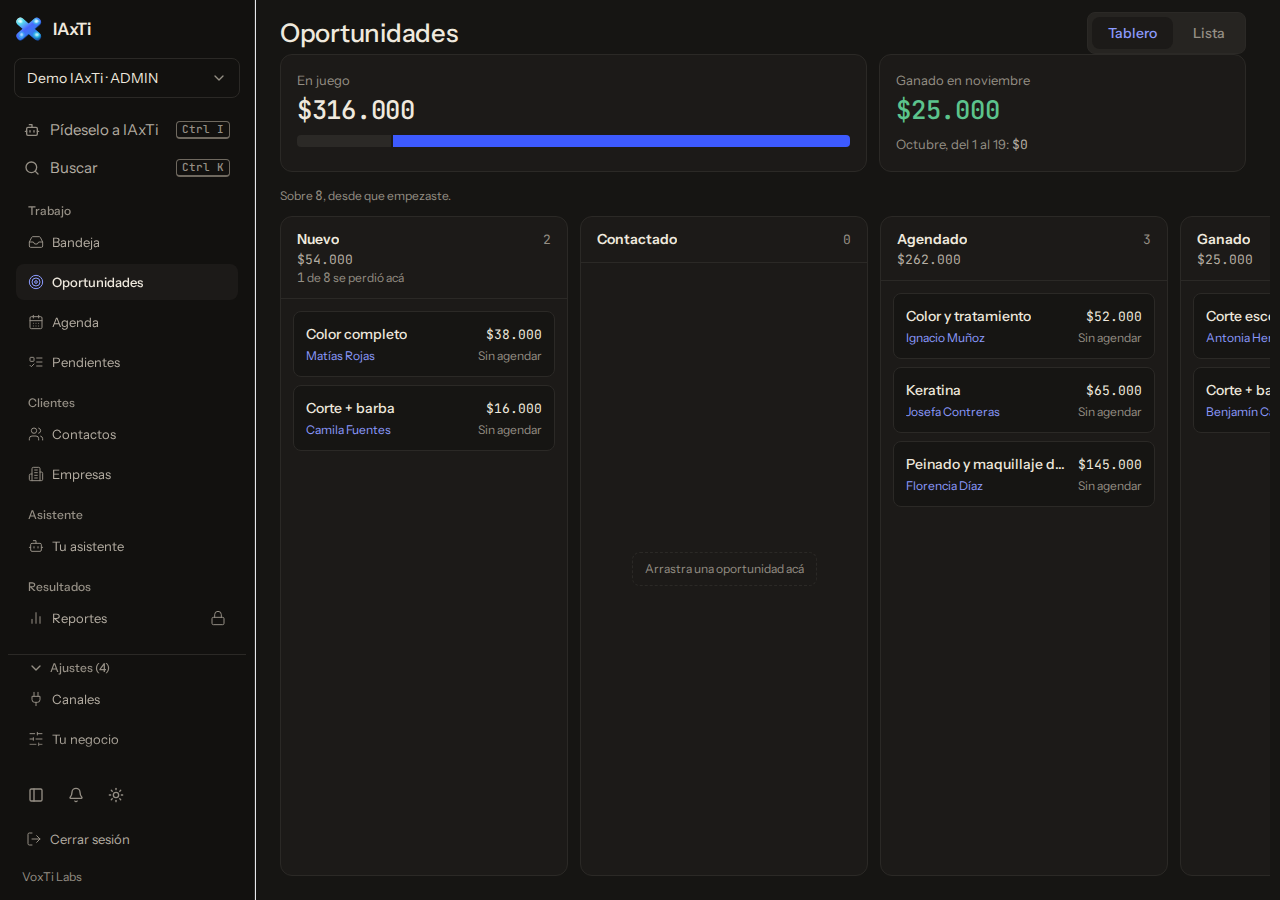 IAxTi
Demo IAxTi · ADMIN
Pídeselo a IAxTi
Ctrl I
Buscar
Ctrl K
Trabajo
Bandeja
Oportunidades
Agenda
Pendientes
Clientes
Contactos
Empresas
Asistente
Tu asistente
Resultados
Reportes
Ajustes (4)
Canales
Tu negocio
Cerrar sesión
VoxTi Labs
Oportunidades
Tablero
Lista
En juego
$316.000
Ganado en noviembre
$25.000
Octubre, del 1 al 19: $0
Sobre 8, desde que empezaste.
Nuevo
2
$54.000
1 de 8 se perdió acá
Color completo
$38.000
Matías Rojas
Sin agendar
Corte + barba
$16.000
Camila Fuentes
Sin agendar
Contactado
0
Arrastra una oportunidad acá
Agendado
3
$262.000
Color y tratamiento
$52.000
Ignacio Muñoz
Sin agendar
Keratina
$65.000
Josefa Contreras
Sin agendar
Peinado y maquillaje d...
$145.000
Florencia Díaz
Sin agendar
Ganado
$25.000
Corte
Antonia
Corte +
Benjamín